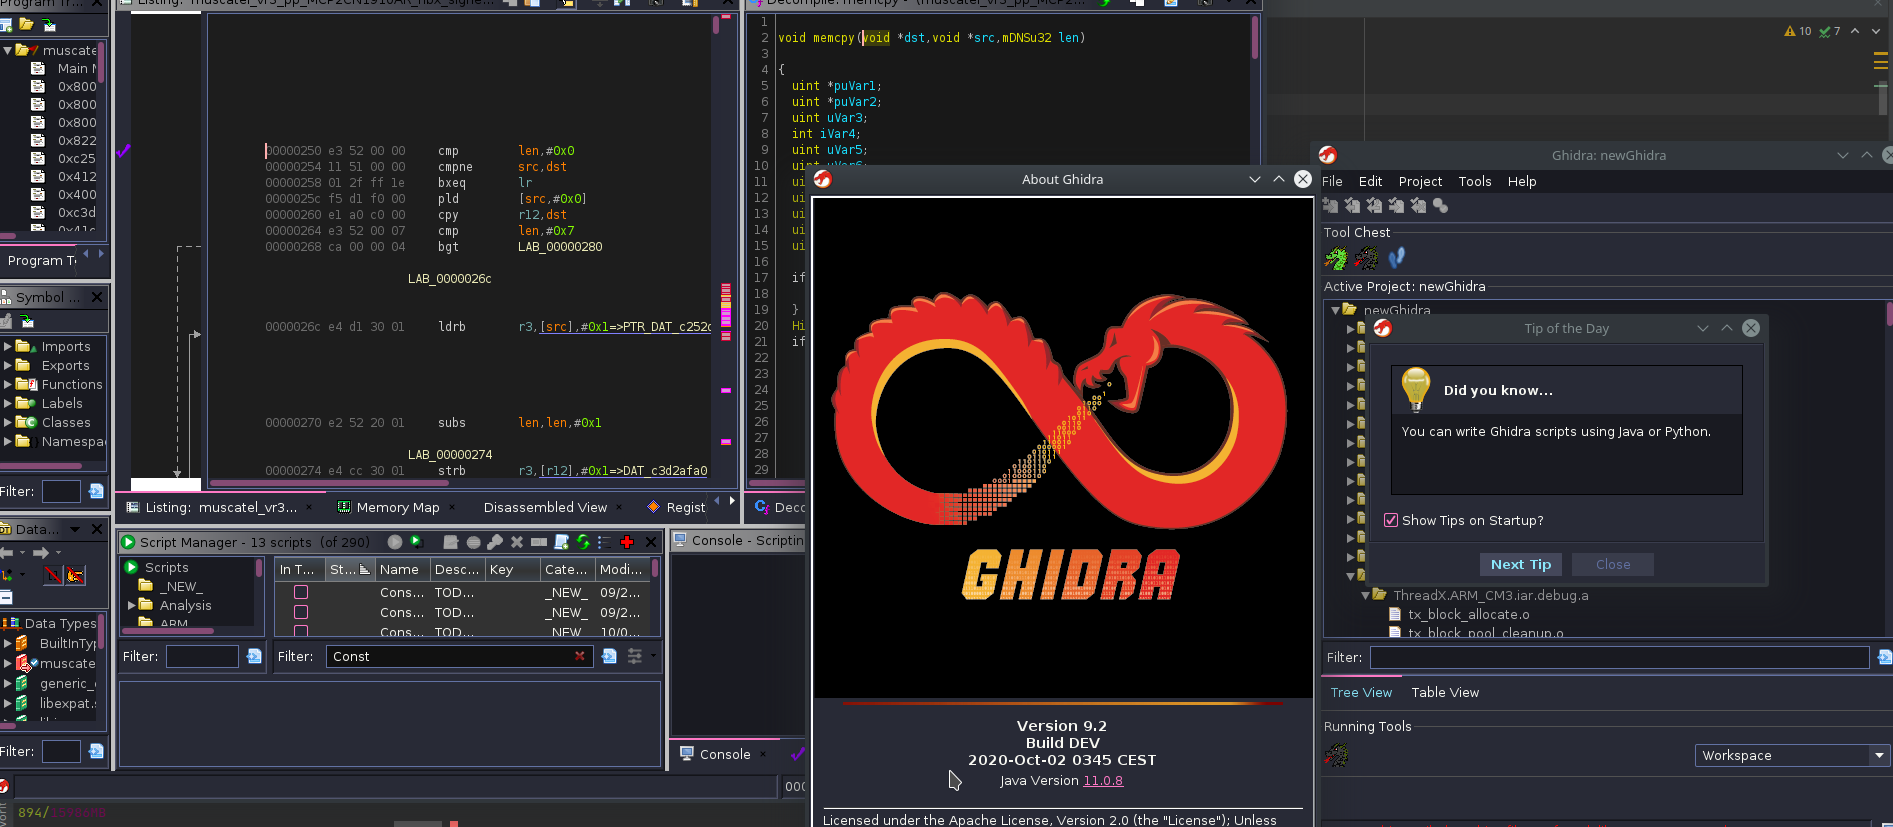 Program Tr...
muscate
Main M
0x800
0x800
0x800
0x822
0xc25
0x412
0x400
0xc3d
0x41c
Program T
Symbol ...
Imports
Exports
Functions
Labels
Classes
Namespa
Filter:
Data...
Data Types
BuiltInTyp
muscate
generic_
libexpat.s
Filter:
894/
Listing: muscatel_vr3_pp_MCP2CN1916AR_nbx_signe...
00000250 e3 52 00 00 cmp len,#0x0
00000254 11 51 00 00 cmpne src,dst
00000258 01 2f ff 1e bxeq lr
0000025c f5 d1 f0 00 pld [src,#0x0]
00000260 e1 a0 c0 00 cpy r12,dst
00000264 e3 52 00 07 cmp len,#0x7
00000268 ca 00 00 04 bgt LAB_00000280
LAB_0000026c
0000026c e4 d1 30 01 ldrb r3,[src],#0x1=>PTR_DAT_c252c
00000270 e2 52 20 01 subs len,len,#0x1
LAB_00000274
00000274 e4 cc 30 01 strb r3,[r12],#0x1=>DAT_c3d2afa0
Listing: muscatel_vr3... × Memory Map × Disassembled View × Regist
Decompile: memcpy - (muscatel_vr3_pp_MCP2...
1
2 void memcpy(void *dst,void *src,mDNSu32 len)
3
4 {
5 uint *puVar1;
6 uint *puVar2;
7 uint uVar3;
8 int iVar4;
9 uint uVar5;
10 uint uVar6;
11 ui
12 ui
13 ui
14 ui
15 ui
16
17 if
18
19 }
20 Hi
21 if
22
23
24
25
26
27
28
29
Deco
Script Manager - 13 scripts (of 290)
Scripts
_NEW_
Analysis
ARM
In T... St... Name Desc... Key Cate... Modi...
Cons... TOD... _NEW_ 09/2...
Cons... TOD... _NEW_ 09/2...
Cons... TOD... NEW 10/0...
Filter:
Filter: Const
Console - Scriptin
Console ×
000
About Ghidra
GHIDRA
Version 9.2
Build DEV
2020-Oct-02 0345 CEST
Java Version 11.0.8
Licensed under the Apache License, Version 2.0 (the "License"); Unless
10 7
Ghidra: newGhidra
File Edit Project Tools Help
Tool Chest
Active Project: newGhidra
newGhidra
Tip of the Day
Did you know...
You can write Ghidra scripts using Java or Python.
Show Tips on Startup?
Next Tip Close
ThreadX.ARM_CM3.iar.debug.a
tx_block_allocate.o
tx_block_pool_cleanup.o
Filter:
Tree View Table View
Running Tools
Workspace